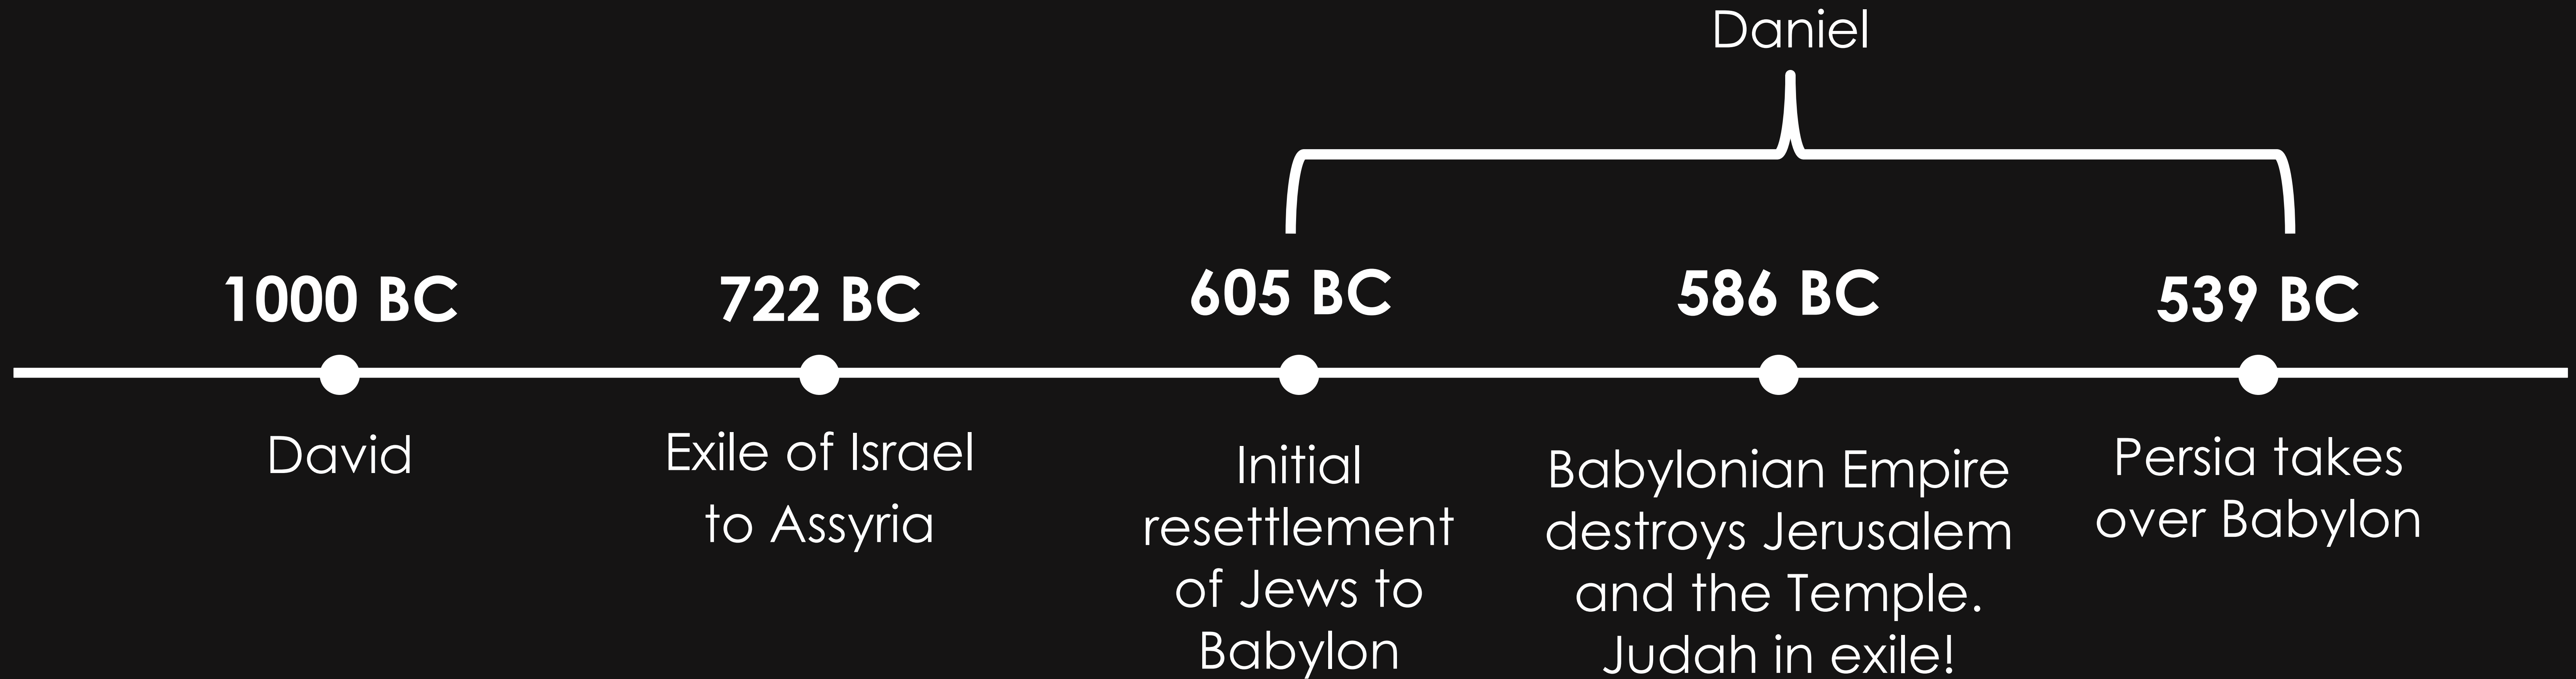 Daniel
1000 BC
722 BC
605 BC
586 BC
539 BC
David
Exile of Israel
to Assyria
Initial
resettlement
of Jews to
Babylon
Babylonian Empire
destroys Jerusalem
and the Temple.
Judah in exile!
Persia takes
over Babylon